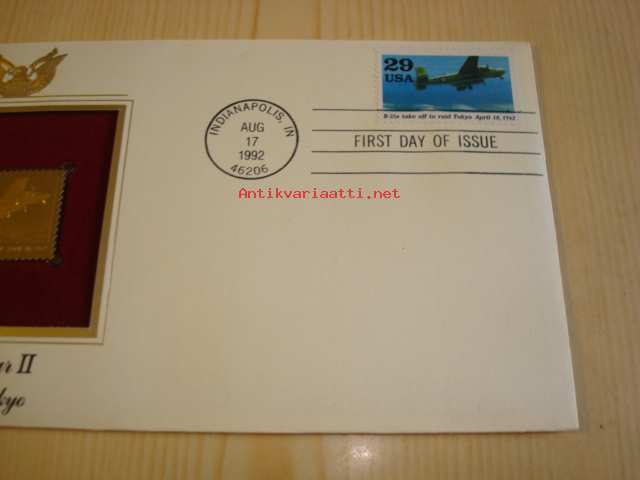 29
USA
B-25s take off to raid Tokyo April 18, 1942
INDIANAPOLIS, IN
AUG
17
1992
46206
FIRST DAY OF ISSUE
Antikvariaatti.net
II